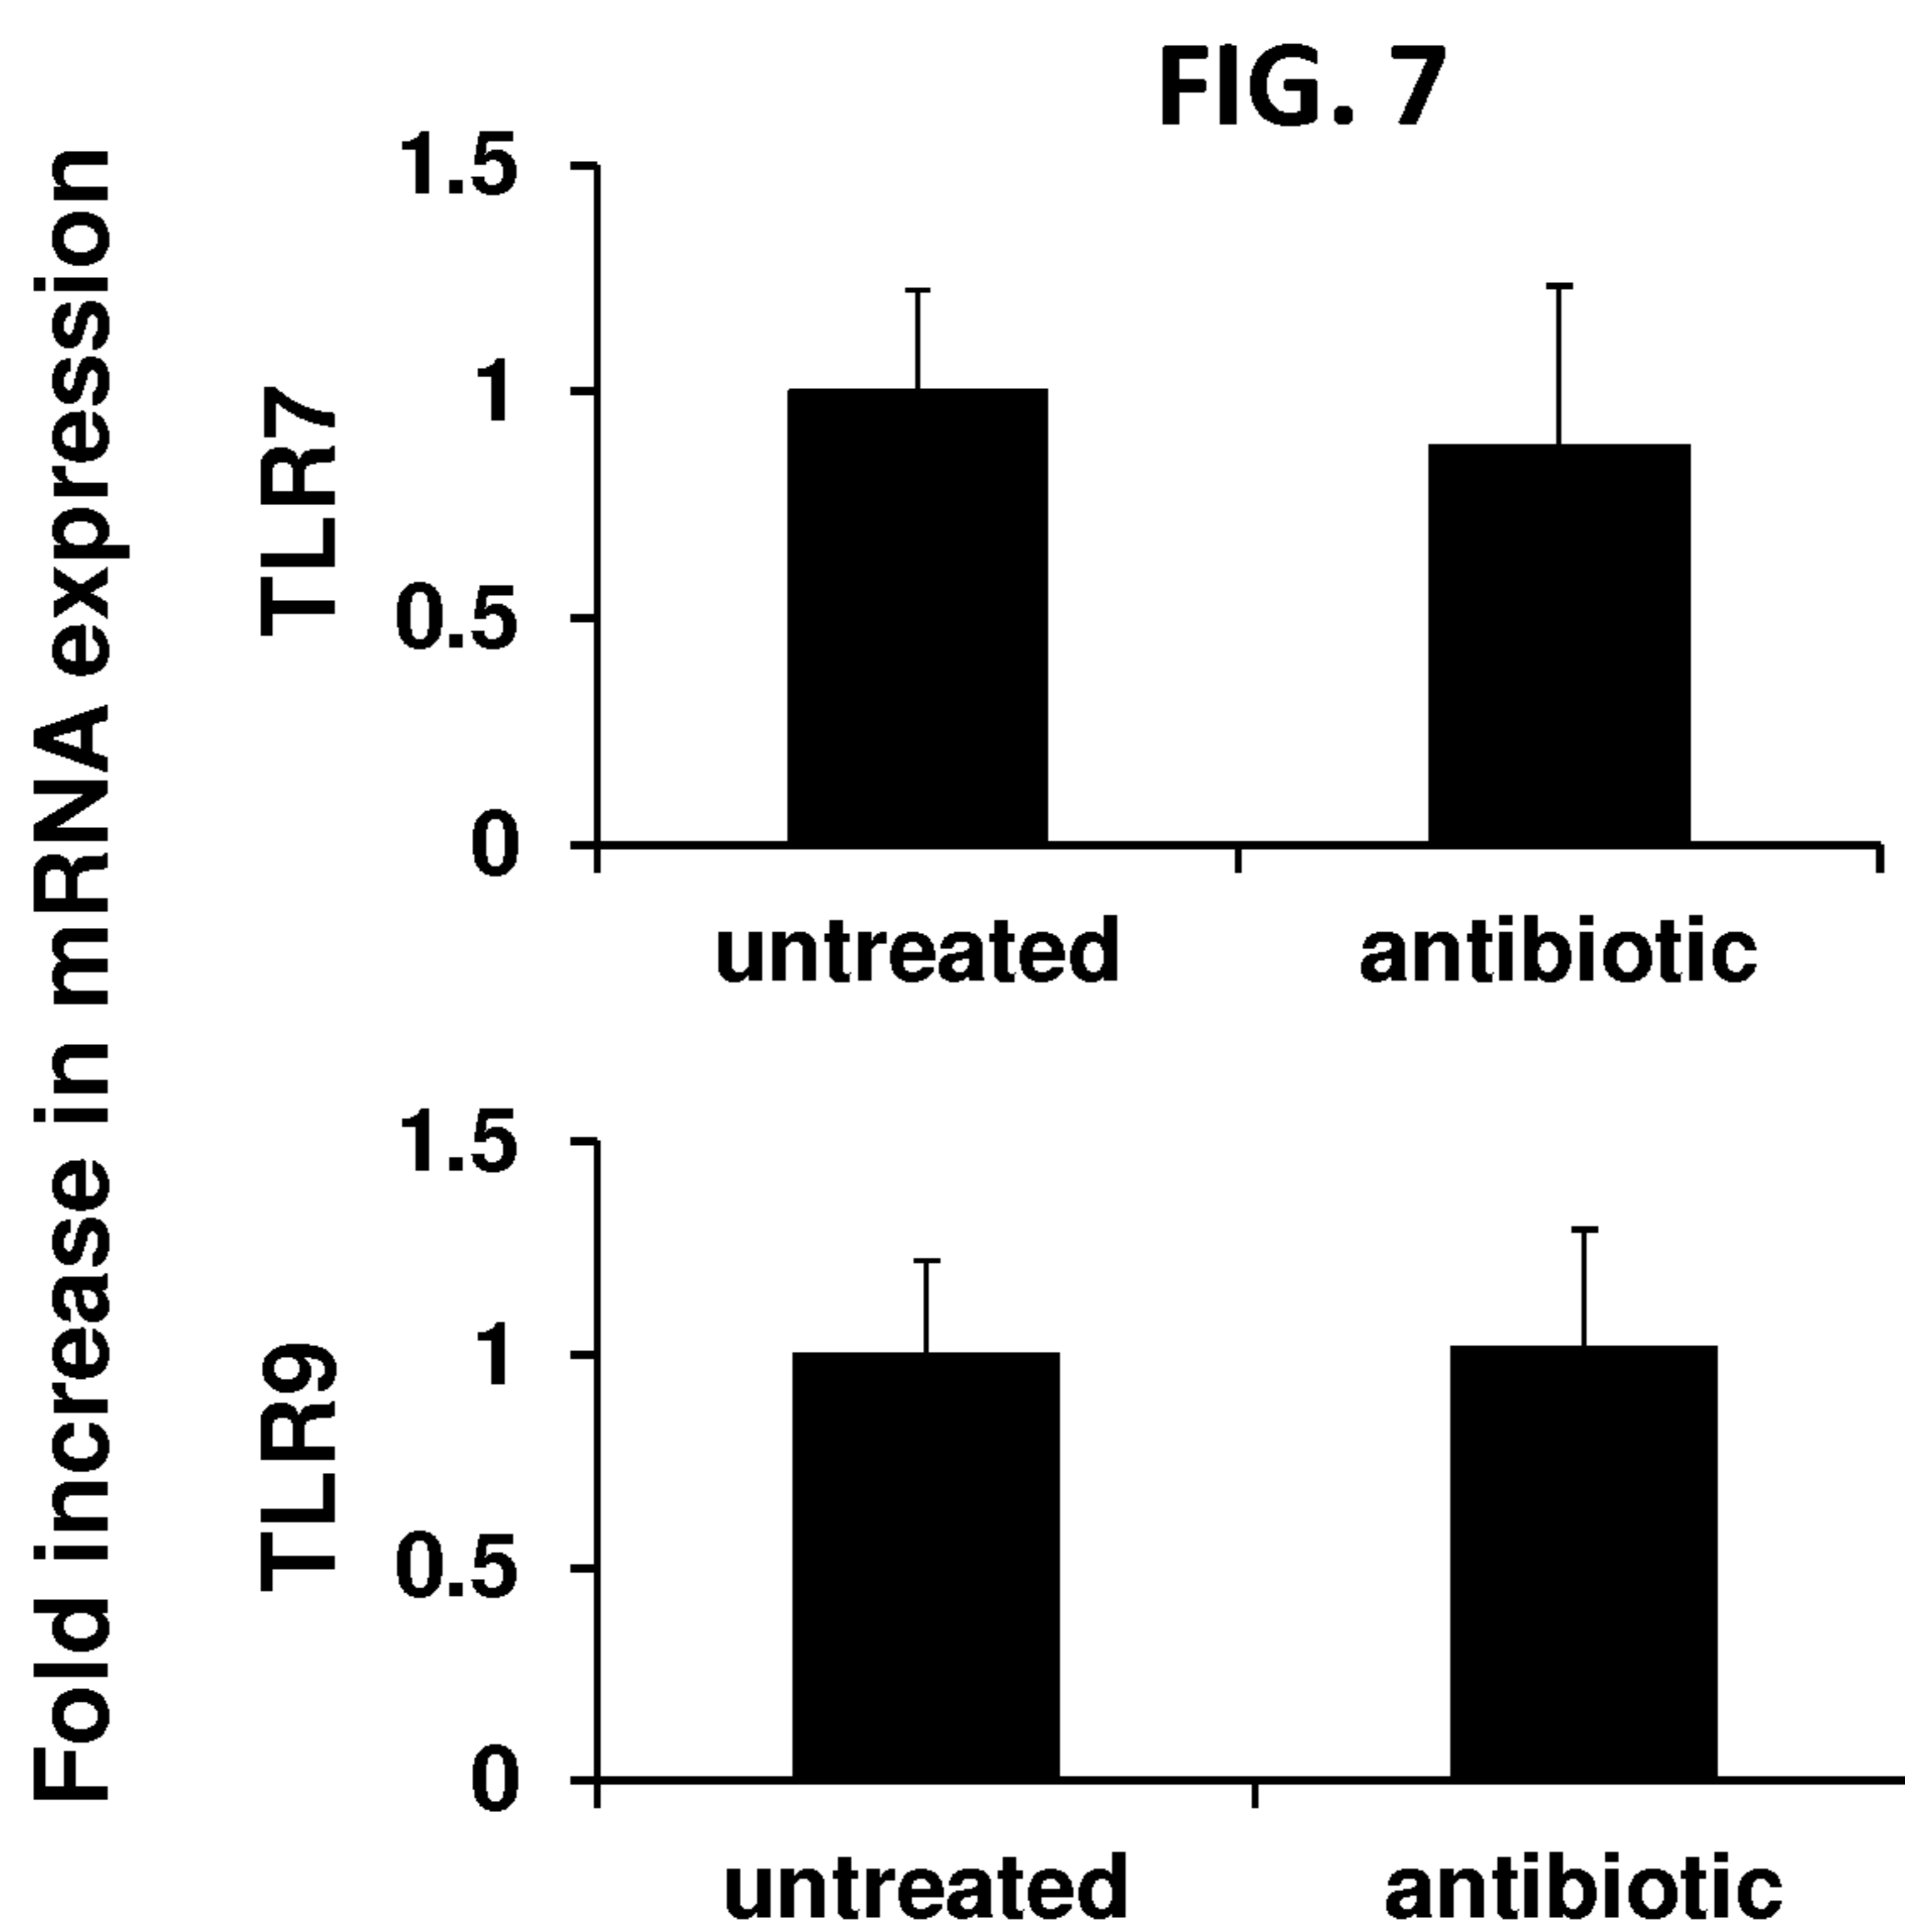 FIG. 7
Fold increase in mRNA expression
TLR7
1.5
1
0.5
0
untreated antibiotic
TLR9
1.5
1
0.5
0
untreated antibiotic